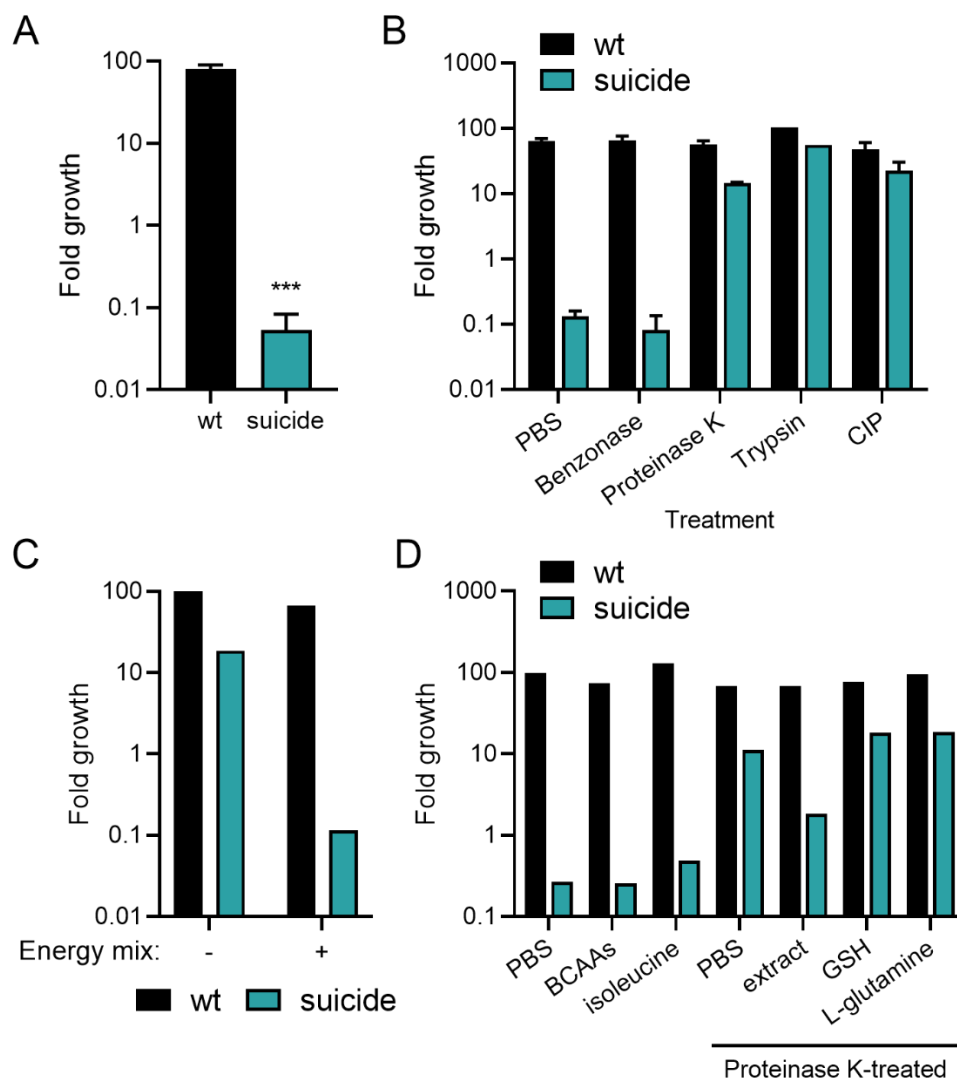 A
Fold growth
100
10
1
0.1
0.01
***
wt
suicide
B
wt
suicide
Fold growth
1000
100
10
1
0.1
0.01
PBS
Benzonase
Proteinase K
Trypsin
CIP
Treatment
C
Fold growth
100
10
1
0.1
0.01
Energy mix: - +
wt suicide
D
wt
suicide
Fold growth
1000
100
10
1
0.1
PBS
BCAAs
isoleucine
PBS
extract
GSH
L-glutamine
Proteinase K-treated